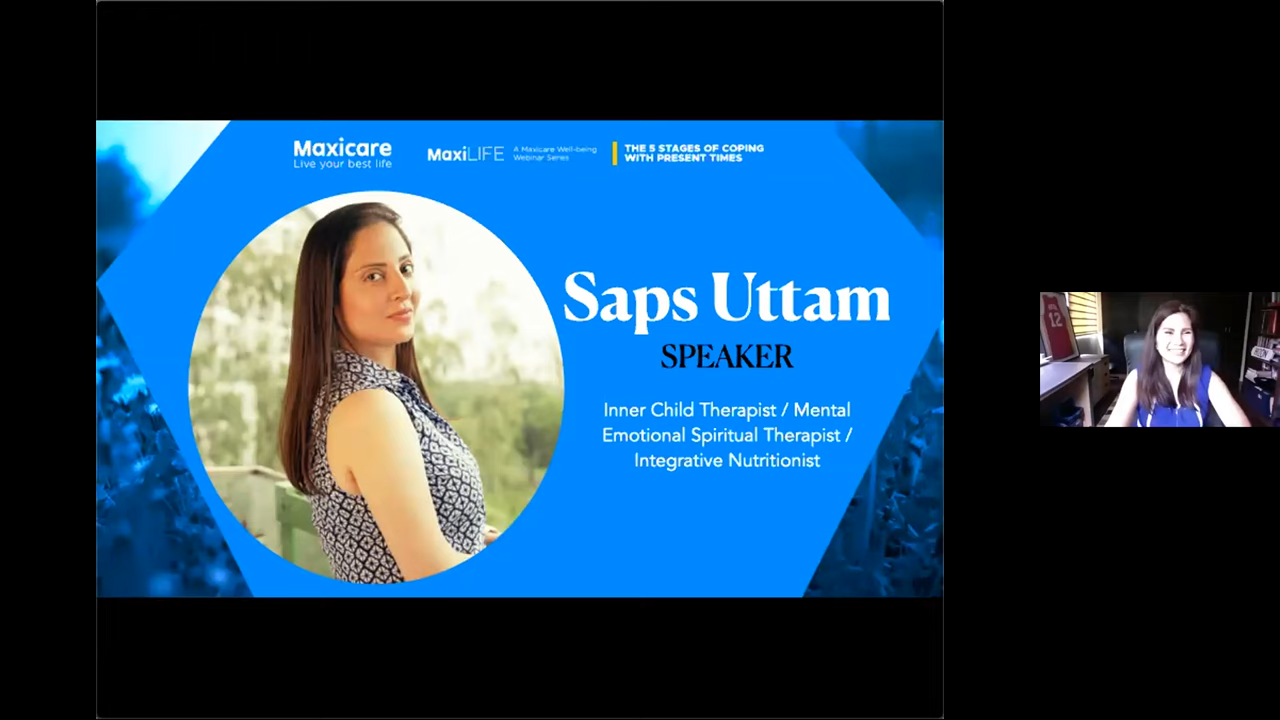 Maxicare
Live your best life
MaxiLIFE
A Maxicare Well-being
Webinar Series
THE 5 STAGES OF COPING
WITH PRESENT TIMES
Saps Uttam
SPEAKER
Inner Child Therapist / Mental
Emotional Spiritual Therapist /
Integrative Nutritionist
12